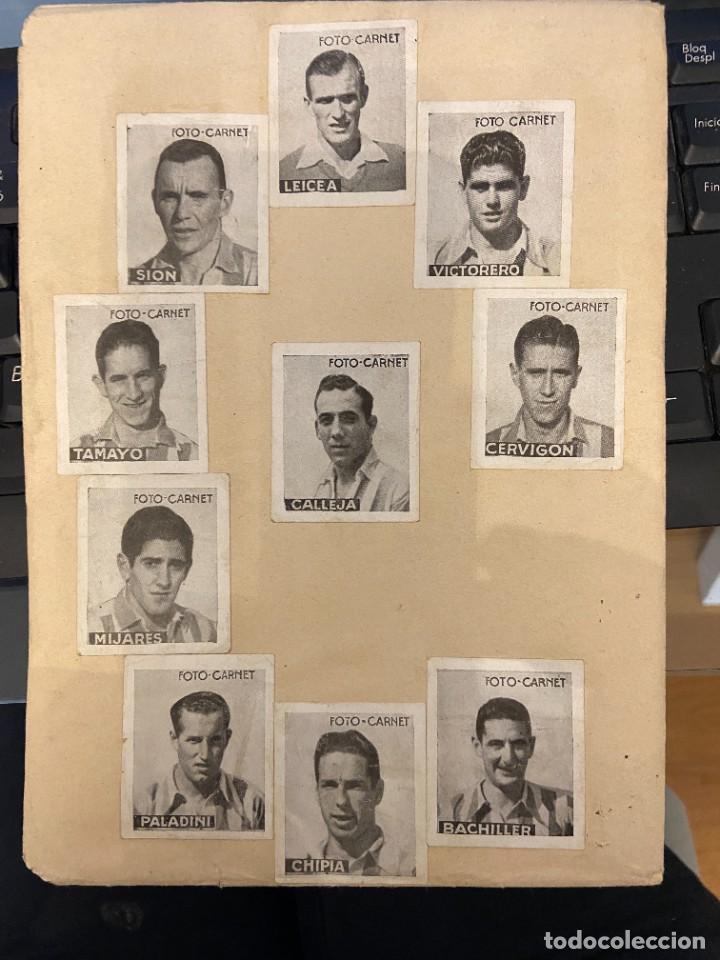 FOTO-CARNET
LEICEA
FOTO-CARNET
SION
FOTO CARNET
VICTORERO
FOTO-CARNET
TAMAYO
FOTO-CARNET
CALLEJA
FOTO-CARNET
CERVIGON
FOTO-CARNET
MIJARES
FOTO-CARNET
PALADINI
FOTO-CARNET
CHIPIA
FOTO-CARNET
BACHILLER
Bloq
Despl
Inicio
Fin
&
6
todocoleccion